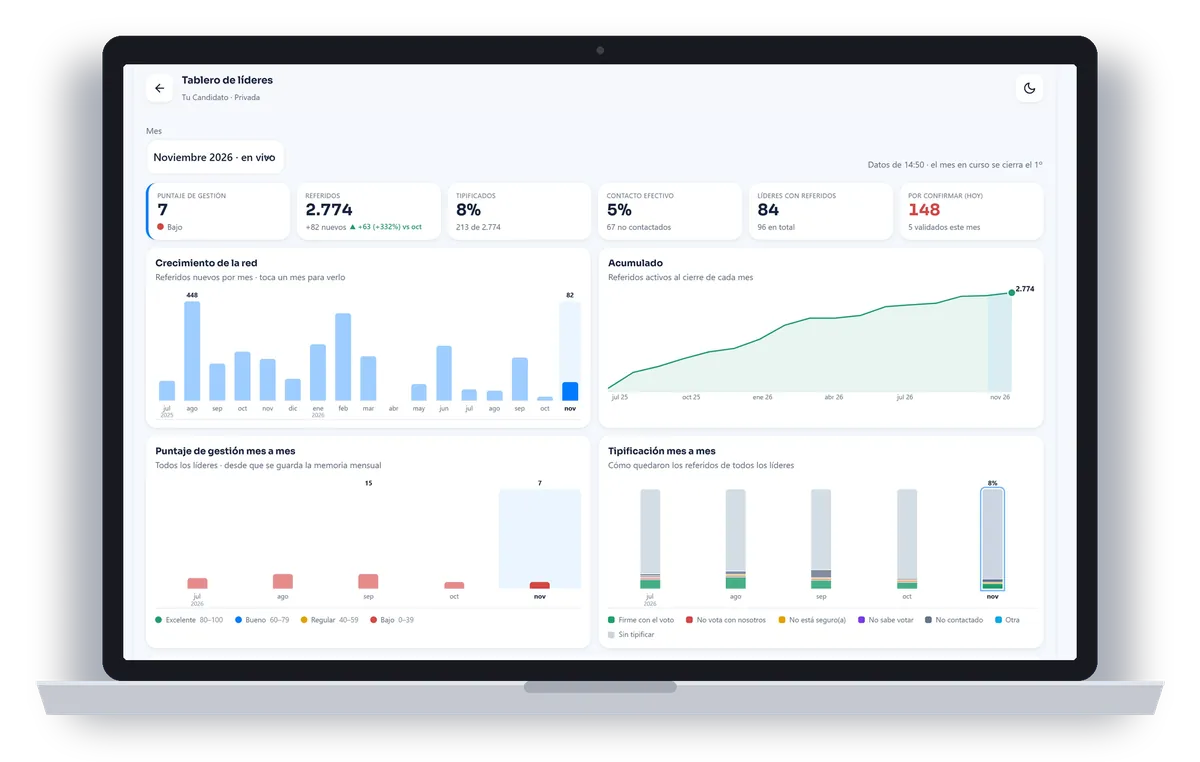 Tablero de líderes
Tu Candidato · Privada
Mes
Noviembre 2026 · en vivo
Datos de 14:50 · el mes en curso se cierra el 1º
PUNTAJE DE GESTIÓN
7
Bajo
REFERIDOS
2.774
+82 nuevos ▲ +63 (+332%) vs oct
TIPIFICADOS
8%
213 de 2.774
CONTACTO EFECTIVO
5%
67 no contactados
LÍDERES CON REFERIDOS
84
96 en total
POR CONFIRMAR (HOY)
148
5 validados este mes
Crecimiento de la red
Referidos nuevos por mes · toca un mes para verlo
448
82
jul ago sep oct nov dic ene feb mar abr may jun jul ago sep oct nov
2025 2026
Acumulado
Referidos activos al cierre de cada mes
2.774
jul 25 oct 25 ene 26 abr 26 jul 26 nov 26
Puntaje de gestión mes a mes
Todos los líderes · desde que se guarda la memoria mensual
15 7
jul ago sep oct nov
2026
Excelente 80–100 Bueno 60–79 Regular 40–59 Bajo 0–39
Tipificación mes a mes
Cómo quedaron los referidos de todos los líderes
8%
jul ago sep oct nov
2026
Firme con el voto No vota con nosotros No está seguro(a) No sabe votar No contactado Otra
Sin tipificar